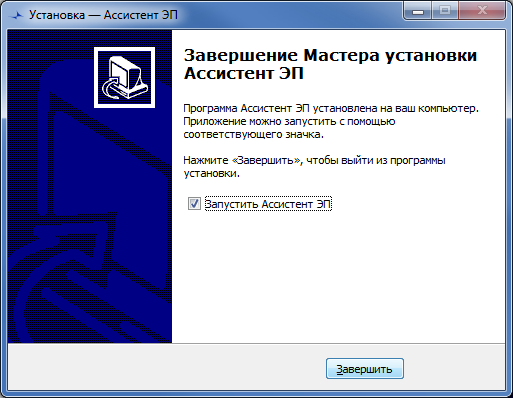 Установка — Ассистент ЭП
Завершение Мастера установки
Ассистент ЭП
Программа Ассистент ЭП установлена на ваш компьютер.
Приложение можно запустить с помощью
соответствующего значка.
Нажмите «Завершить», чтобы выйти из программы
установки.
Запустить Ассистент ЭП
Завершить